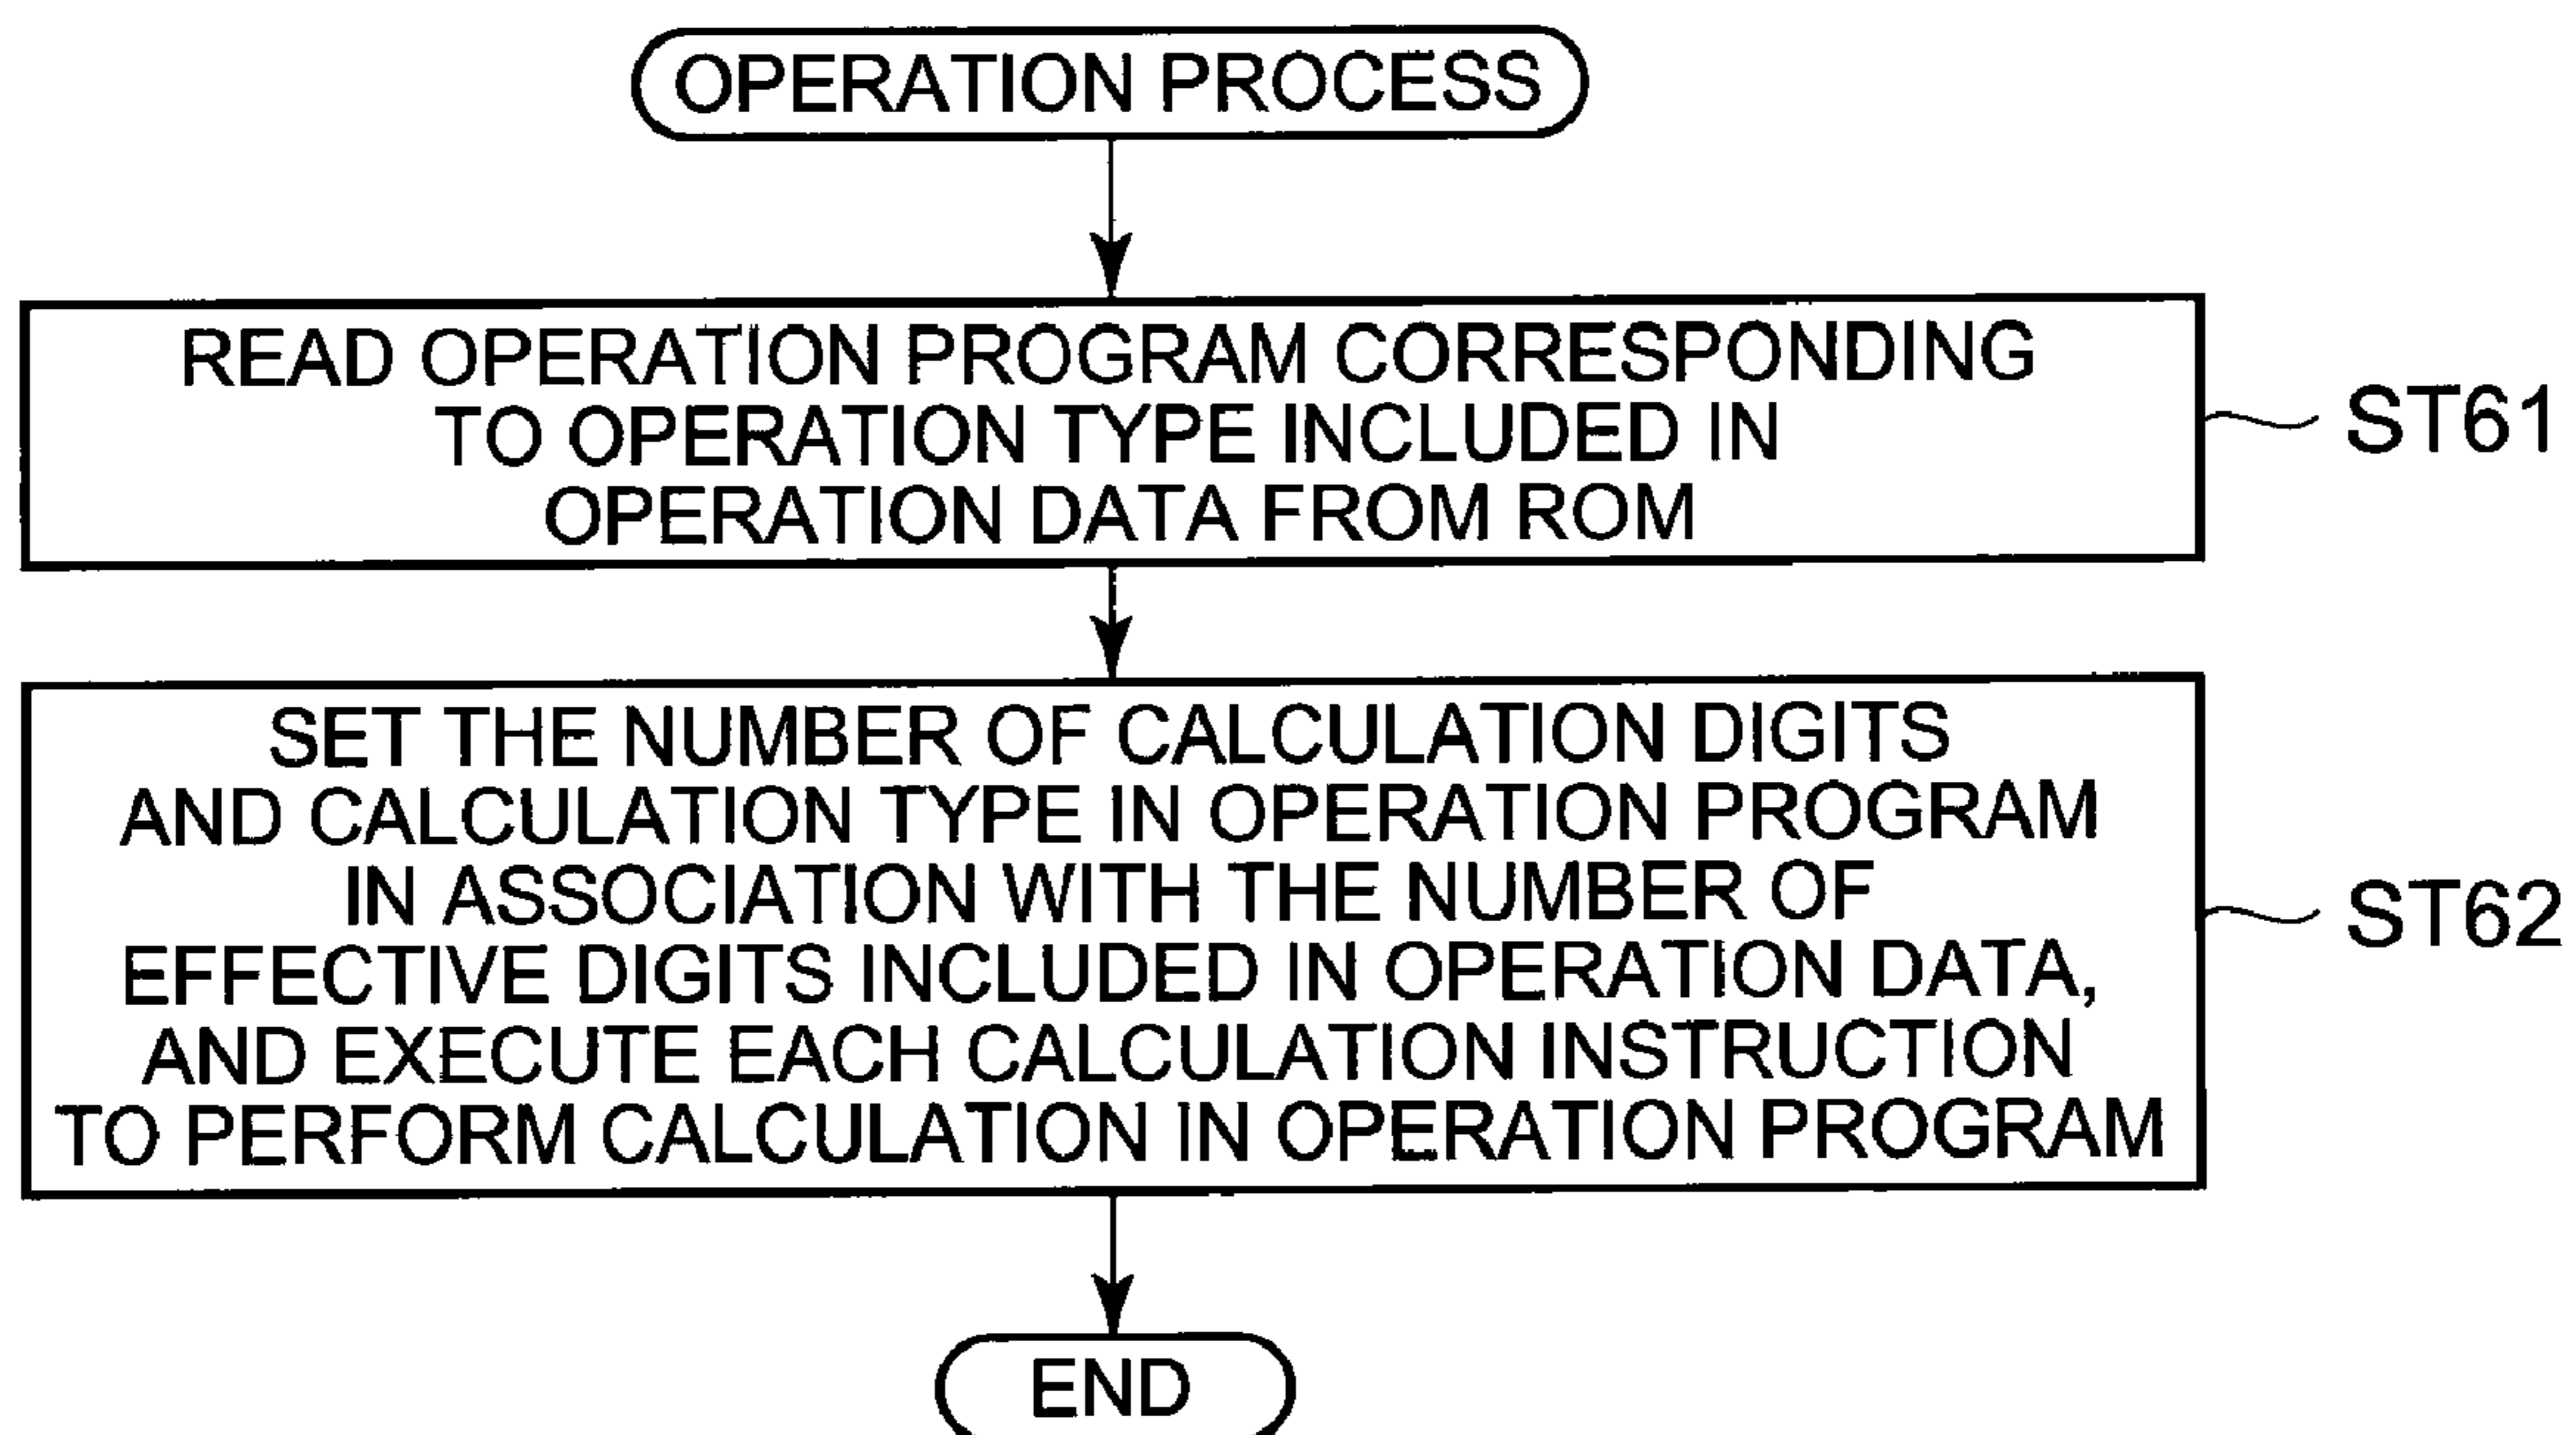 OPERATION PROCESS
READ OPERATION PROGRAM CORRESPONDING
TO OPERATION TYPE INCLUDED IN
OPERATION DATA FROM ROM
ST61
SET THE NUMBER OF CALCULATION DIGITS
AND CALCULATION TYPE IN OPERATION PROGRAM
IN ASSOCIATION WITH THE NUMBER OF
EFFECTIVE DIGITS INCLUDED IN OPERATION DATA,
AND EXECUTE EACH CALCULATION INSTRUCTION
TO PERFORM CALCULATION IN OPERATION PROGRAM
ST62
END